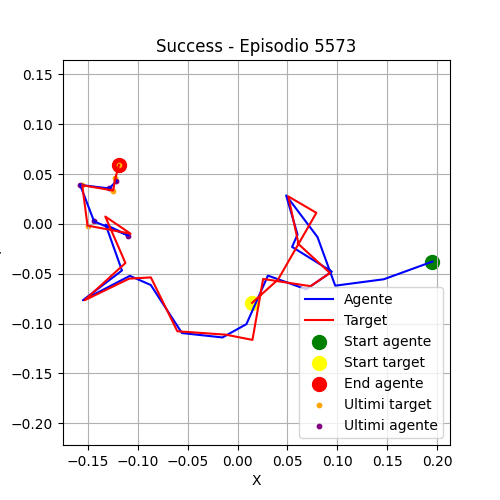 Success - Episodio 5573
0.15
0.10
0.05
0.00
−0.05
−0.10
−0.15
−0.20
−0.15
−0.10
−0.05
0.00
0.05
0.10
0.15
0.20
X
Agente
Target
Start agente
Start target
End agente
Ultimi target
Ultimi agente